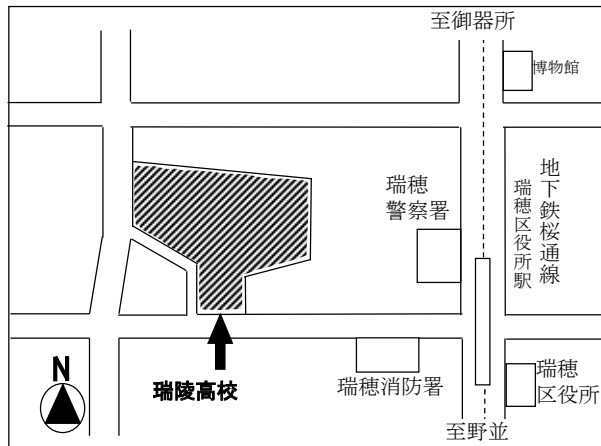 至御器所
博物館
瑞穂
警察署
地下鉄桜通線
瑞穂区役所駅
瑞陵高校
瑞穂消防署
瑞穂
区役所
N
至野並